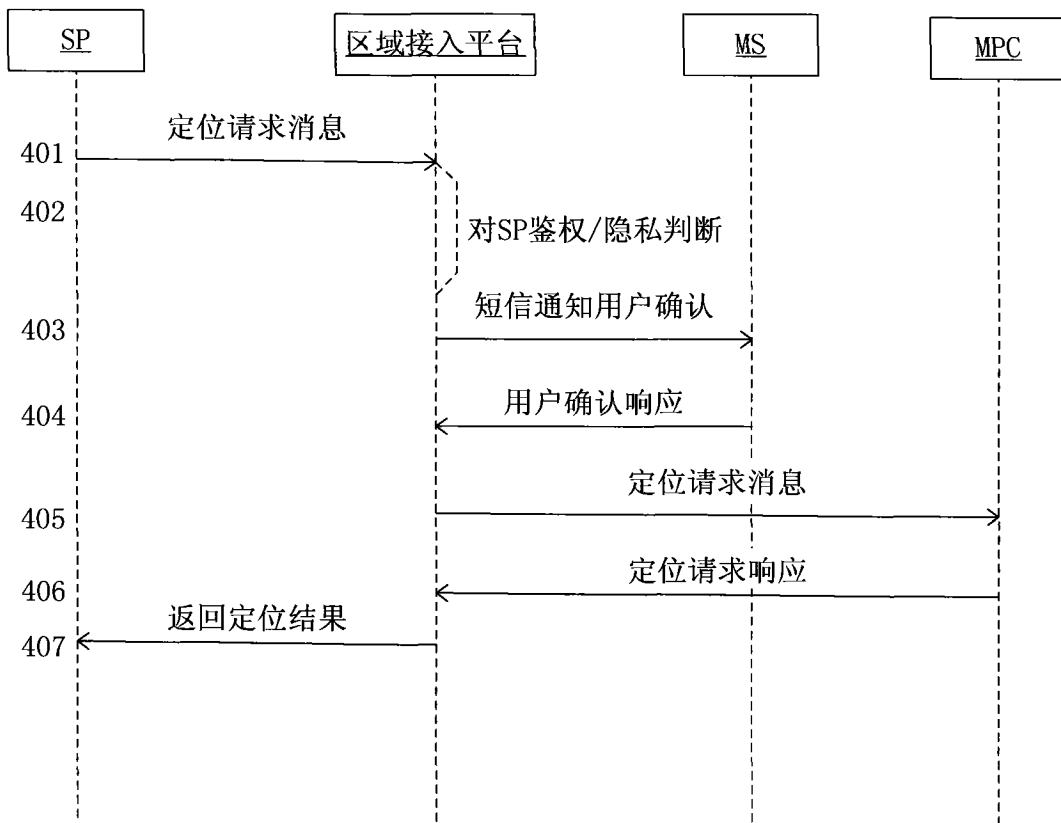 SP
区域接入平台
MS
MPC
定位请求消息
401
402
对SP鉴权/隐私判断
短信通知用户确认
403
用户确认响应
404
定位请求消息
405
定位请求响应
406
返回定位结果
407